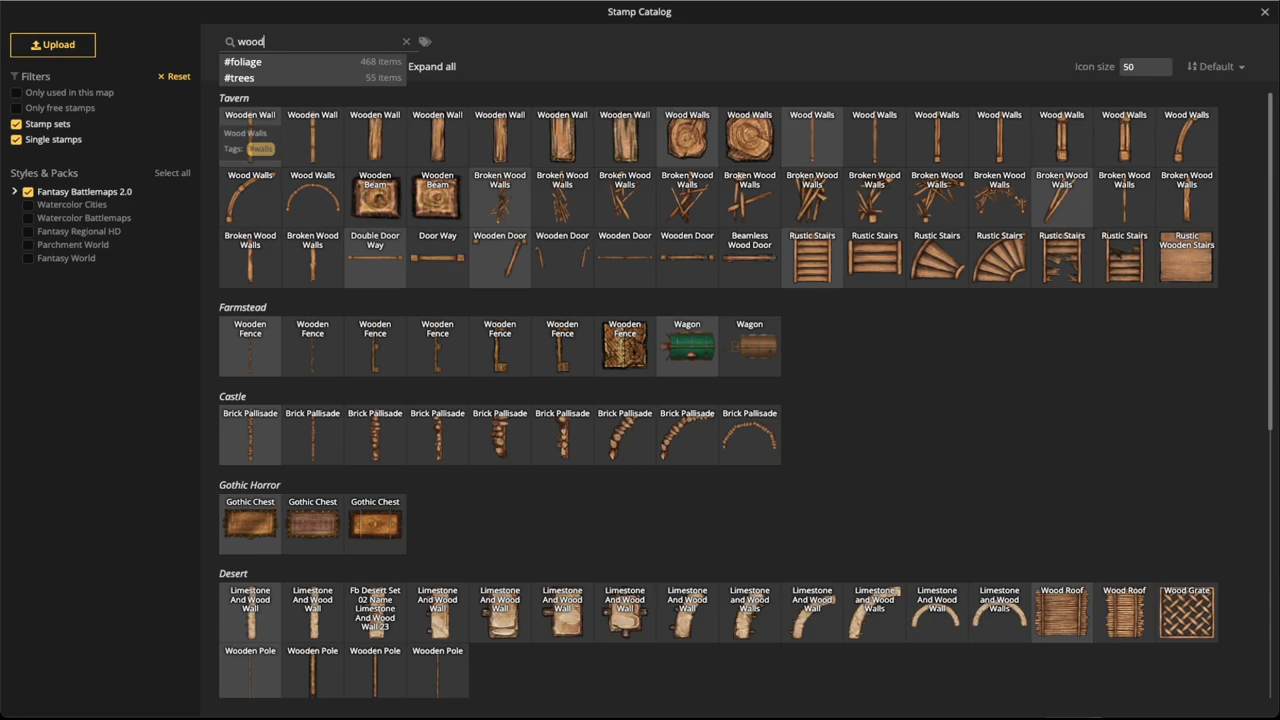 Stamp Catalog
Upload
Filters
Reset
Only used in this map
Only free stamps
Stamp sets
Single stamps
Styles & Packs
Select all
Fantasy Battlemaps 2.0
Watercolor Cities
Watercolor Battlemaps
Fantasy Regional HD
Parchment World
Fantasy World
wood
#foliage 468 items
#trees 55 items
Expand all
Icon size 50
Default
Tavern
Wooden Wall Wooden Wall Wooden Wall Wooden Wall Wooden Wall Wooden Wall Wooden Wall Wood Walls Wood Walls Wood Walls Wood Walls Wood Walls Wood Walls Wood Walls Wood Walls Wood Walls
Wood Walls
Tags: #walls
Wood Walls Wood Walls Wooden Beam Wooden Beam Broken Wood Walls Broken Wood Walls Broken Wood Walls Broken Wood Walls Broken Wood Walls Broken Wood Walls Broken Wood Walls Broken Wood Walls Broken Wood Walls Broken Wood Walls Broken Wood Walls Broken Wood Walls
Broken Wood Walls Broken Wood Walls Double Door Way Door Way Wooden Door Wooden Door Wooden Door Wooden Door Beamless Wood Door Rustic Stairs Rustic Stairs Rustic Stairs Rustic Stairs Rustic Stairs Rustic Stairs Rustic Wooden Stairs
Farmstead
Wooden Fence Wooden Fence Wooden Fence Wooden Fence Wooden Fence Wooden Fence Wooden Fence Wagon Wagon
Castle
Brick Pallisade Brick Pallisade Brick Pallisade Brick Pallisade Brick Pallisade Brick Pallisade Brick Pallisade Brick Pallisade Brick Pallisade
Gothic Horror
Gothic Chest Gothic Chest Gothic Chest
Desert
Limestone And Wood Wall Limestone And Wood Wall Fb Desert Set 02 Name Limestone And Wood Wall 23 Limestone And Wood Wall Limestone And Wood Wall Limestone And Wood Wall Limestone And Wood Wall Limestone And Wood Wall Limestone and Wood Walls Limestone And Wood Wall Limestone and Wood Walls Limestone And Wood Wall Limestone and Wood Walls Wood Roof Wood Roof Wood Grate
Wooden Pole Wooden Pole Wooden Pole Wooden Pole